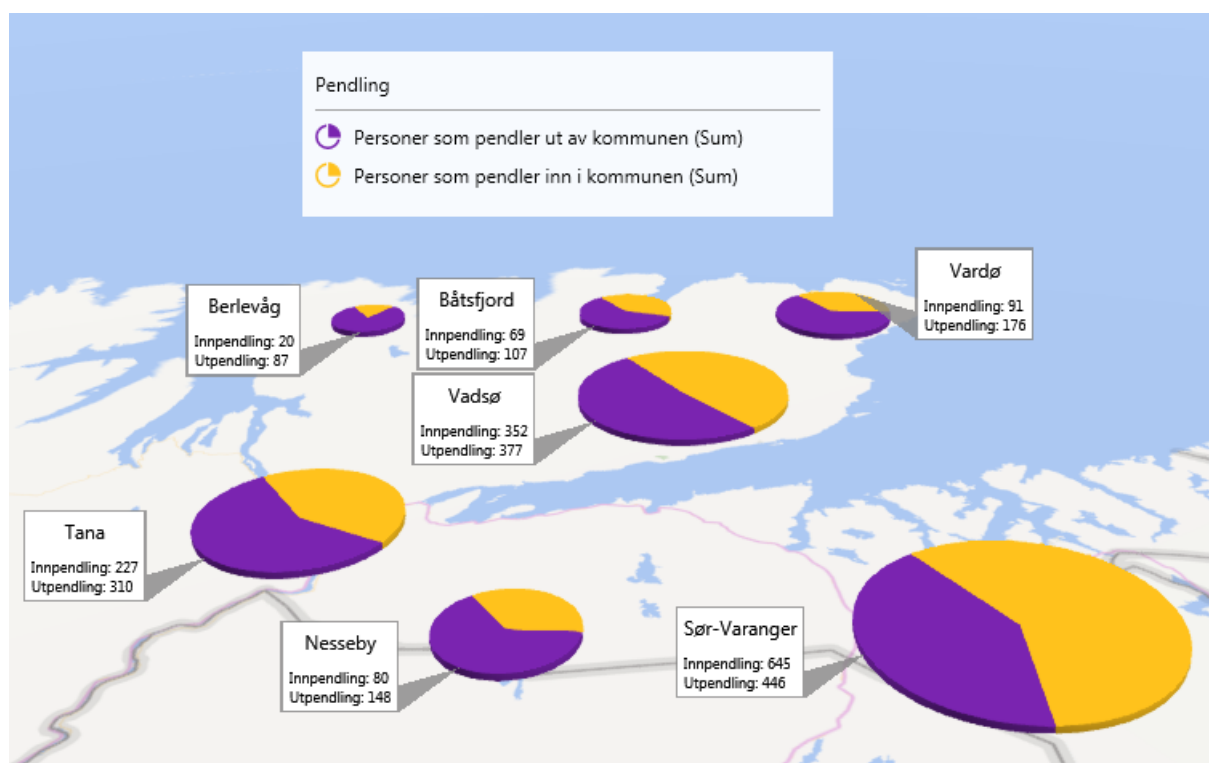 Pendling
Personer som pendler ut av kommunen (Sum)
Personer som pendler inn i kommunen (Sum)
Vardø
Innpendling: 91
Utpendling: 176
Berlevåg
Innpendling: 20
Utpendling: 87
Båtsfjord
Innpendling: 69
Utpendling: 107
Vadsø
Innpendling: 352
Utpendling: 377
Tana
Innpendling: 227
Utpendling: 310
Nesseby
Innpendling: 80
Utpendling: 148
Sør-Varanger
Innpendling: 645
Utpendling: 446